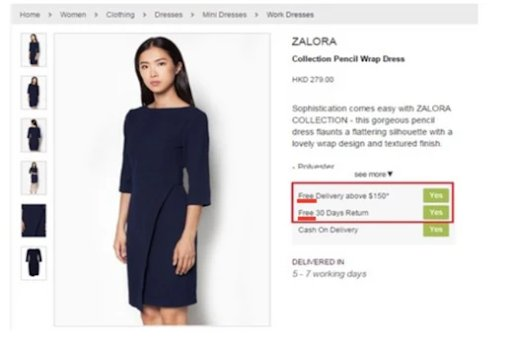 Home > Women > Clothing > Dresses > Mini Dresses > Work Dresses
ZALORA
Collection Pencil Wrap Dress
HKD 279.00
Sophistication comes easy with ZALORA
COLLECTION - this gorgeous pencil
dress flaunts a flattering silhouette with a
lovely wrap design and textured finish.
- Polyester
see more▼
Free Delivery above $150* Yes
Free 30 Days Return Yes
Cash On Delivery Yes
DELIVERED IN
5 - 7 working days